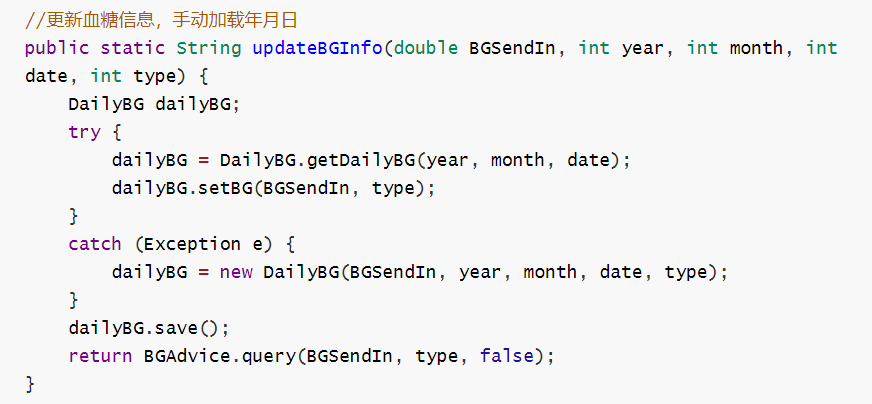 //更新血糖信息，手动加载年月日
public static String updateBGInfo(double BGSendIn, int year, int month, int
date, int type) {
    DailyBG dailyBG;
    try {
        dailyBG = DailyBG.getDailyBG(year, month, date);
        dailyBG.setBG(BGSendIn, type);
    }
    catch (Exception e) {
        dailyBG = new DailyBG(BGSendIn, year, month, date, type);
    }
    dailyBG.save();
    return BGAdvice.query(BGSendIn, type, false);
}